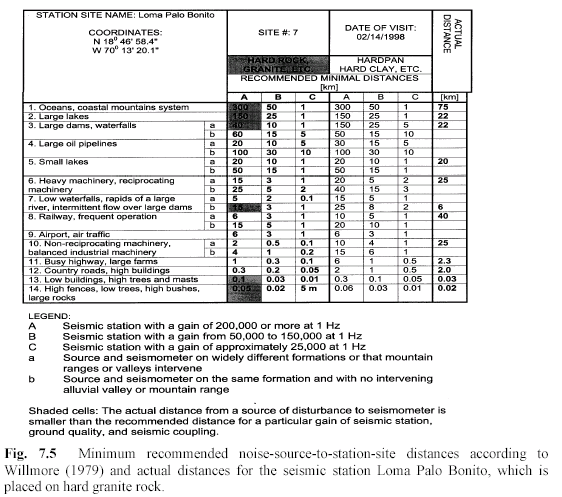 STATION SITE NAME: Loma Palo Bonito
COORDINATES:
N 18⁰ 46' 58.4"
W 70⁰ 13' 20.1"
SITE #: 7
DATE OF VISIT:
02/14/1998
ACTUAL
DISTANCE
HARD ROCK,
GRANITE, ETC.
HARDPAN
HARD CLAY, ETC.
RECOMMENDED MINIMAL DISTANCES
[km]
A B C A B C [km]
1. Oceans, coastal mountains system 300 50 1 300 50 1 75
2. Large lakes 150 25 1 150 25 1 22
3. Large dams, waterfalls a 40 10 1 150 25 5 22
b 60 15 5 50 15 10
4. Large oil pipelines a 20 10 5 30 15 5
b 100 30 10 100 30 10
5. Small lakes a 20 10 1 20 10 1 20
b 50 15 1 50 15 1
6. Heavy machinery, reciprocating a 15 3 1 20 5 2 25
machinery b 25 5 2 40 15 3
7. Low waterfalls, rapids of a large a 5 2 0.1 15 5 1
river, intermittent flow over large dams b 15 3 1 25 8 2 6
8. Railway, frequent operation a 6 3 1 10 5 1 40
b 15 5 1 20 10 1
9. Airport, air traffic 6 3 1 6 3 1
10. Non-reciprocating machinery, a 2 0.5 0.1 10 4 1 25
balanced industrial machinery b 4 1 0.2 15 6 1
11. Busy highway, large farms 1 0.3 0.1 6 1 0.5 2.3
12. Country roads, high buildings 0.3 0.2 0.05 2 1 0.5 2.0
13. Low buildings, high trees and masts 0.1 0.03 0.01 0.3 0.1 0.05 0.03
14. High fences, low trees, high bushes, 0.05 0.02 5 m 0.06 0.03 0.01 0.02
large rocks
LEGEND:
A Seismic station with a gain of 200,000 or more at 1 Hz
B Seismic station with a gain from 50,000 to 150,000 at 1 Hz
C Seismic station with a gain of approximately 25,000 at 1 Hz
a Source and seismometer on widely different formations or that mountain
ranges or valleys intervene
b Source and seismometer on the same formation and with no intervening
alluvial valley or mountain range
Shaded cells: The actual distance from a source of disturbance to seismometer is
smaller than the recommended distance for a particular gain of seismic station,
ground quality, and seismic coupling.
Fig. 7.5 Minimum recommended noise-source-to-station-site distances according to
Willmore (1979) and actual distances for the seismic station Loma Palo Bonito, which is
placed on hard granite rock.